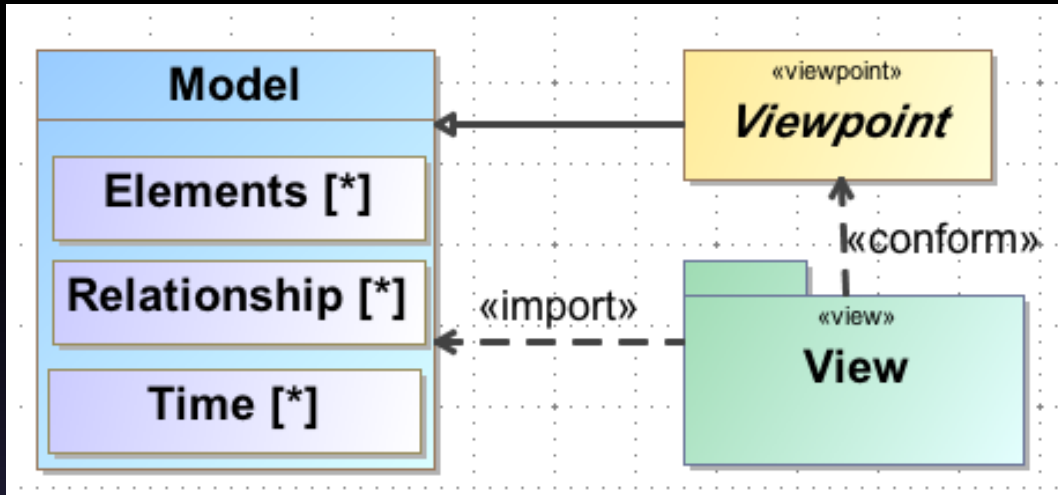 Model
Elements [*]
Relationship [*]
Time [*]
«import»
«viewpoint»
Viewpoint
«conform»
«view»
View